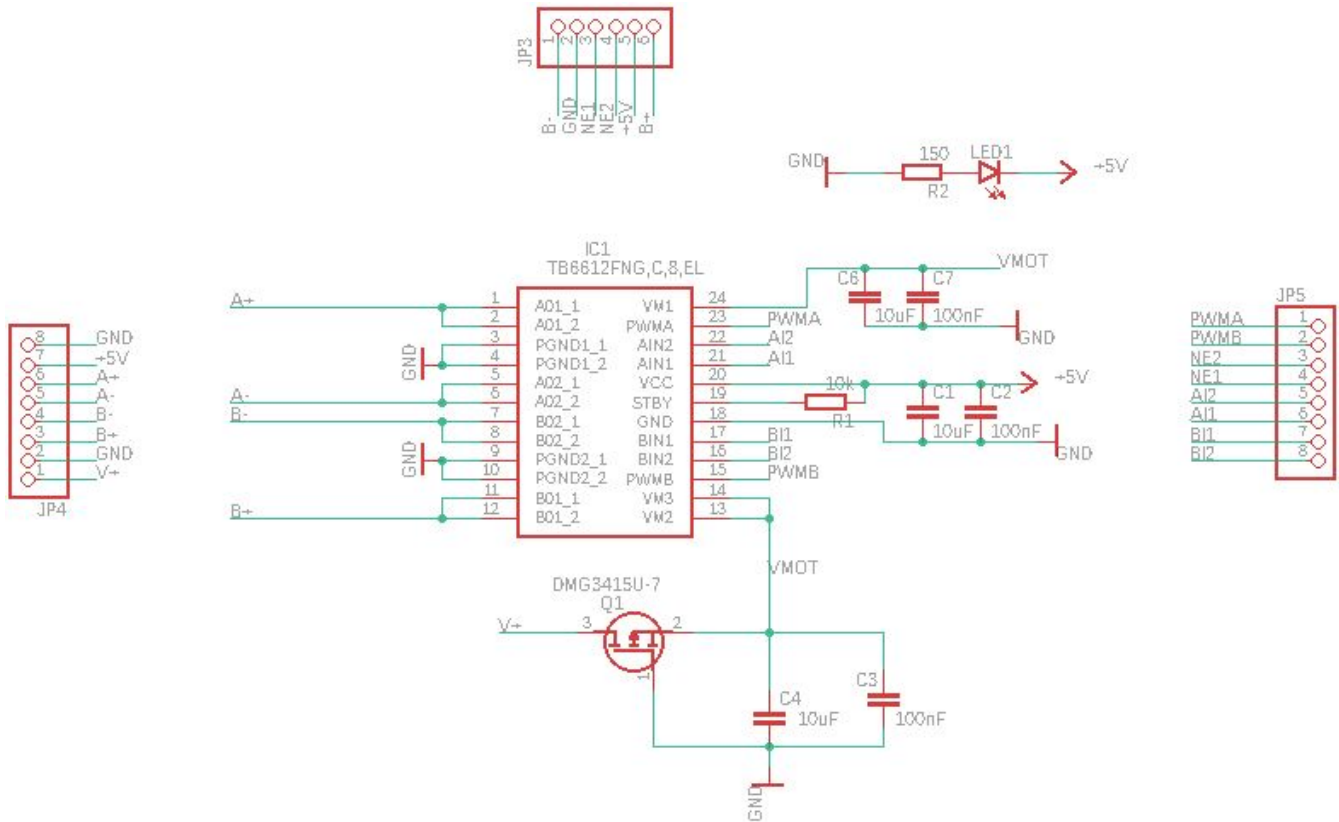 JP3
1 2 3 4 5 6
B- GND NE1 NE2 +5V B+
GND 150 LED1 +5V
R2
IC1
TB6612FNG,C,8,EL
VMOT
C6 C7
10uF 100nF
GND
A+ 1 A01_1 VM1 24
2 A01_2 PWMA 23 PWMA
GND 3 PGND1_1 AIN2 22 AI2
4 PGND1_2 AIN1 21 AI1
5 A02_1 VCC 20 +5V
A- 6 A02_2 STBY 19 10k R1
C1 C2
10uF 100nF
GND
B- 7 B02_1 GND 18
8 B02_2 BIN1 17 BI1
GND 9 PGND2_1 BIN2 16 BI2
10 PGND2_2 PWMB 15 PWMB
11 B01_1 VM3 14
B+ 12 B01_2 VM2 13
8 GND
7 +5V
6 A+
5 A-
4 B-
3 B+
2 GND
1 V+
JP4
JP5
PWMA 1
PWMB 2
NE2 3
NE1 4
AI2 5
AI1 6
BI1 7
BI2 8
VMOT
DMG3415U-7
Q1
V+ 3 2
1
C4
10uF
C3
100nF
GND